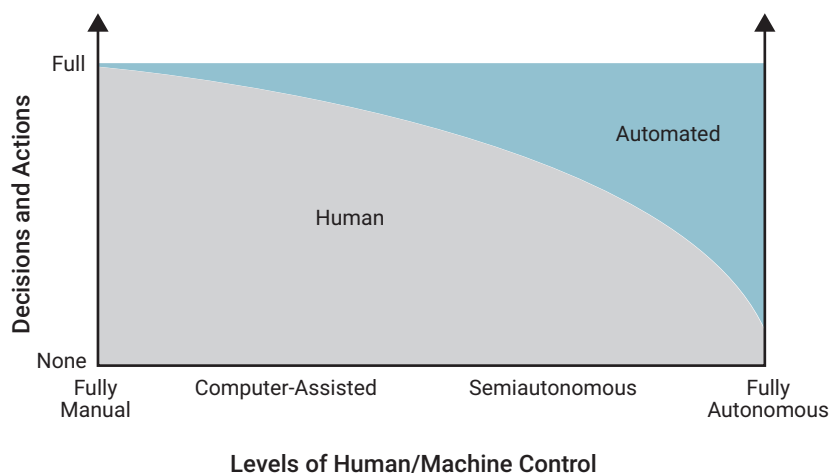 Full
Automated
Human
Decisions and Actions
None
Fully
Manual
Computer-Assisted
Semiautonomous
Fully
Autonomous
Levels of Human/Machine Control